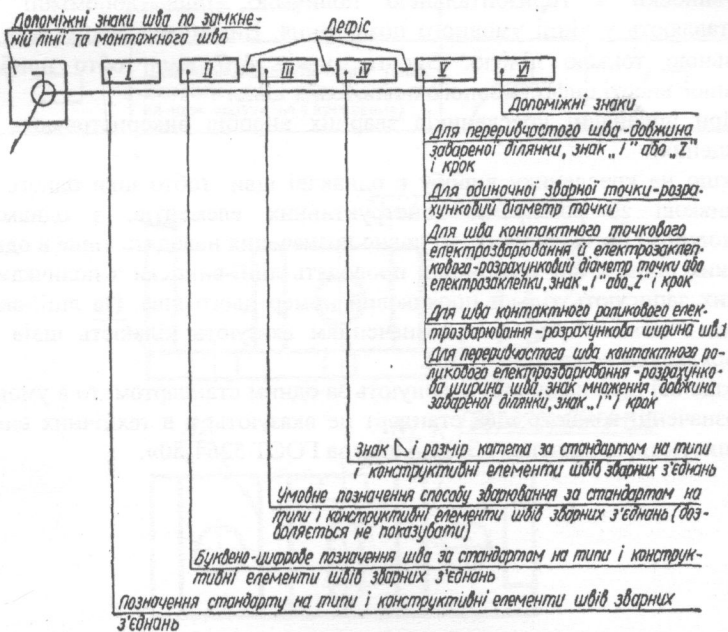 Допоміжні знаки шва по замкне-
ній лінії та монтажного шва
Дефіс
I II III IV V VI
Допоміжні знаки
Для переривчастого шва-довжина
завареної ділянки, знак „/" або „Z"
і крок
Для одиночної зварної точки-розра-
хунковий діаметр точки
Для шва контактного точкового
електрозварювання й електрозаклеп-
кового-розрахунковий діаметр точки або
електрозаклепки, знак „/" або „Z" і крок
Для шва контактного роликового елек-
трозварювання-розрахункова ширина шва
Для переривчастого шва контактного ро-
ликового електрозварювання-розрахунко-
ва ширина шва, знак множення, довжина
завареної ділянки, знак „/" і крок
Знак ⊿ і розмір катета за стандартом на типи
і конструктивні елементи швів зварних з'єднань
Умовне позначення способу зварювання за стандартом на
типи і конструктивні елементи швів зварних з'єднань (доз-
воляється не показувати)
Буквено-цифрове позначення шва за стандартом на типи і конструк-
тивні елементи швів зварних з'єднань
Позначення стандарту на типи і конструктивні елементи швів зварних
з'єднань